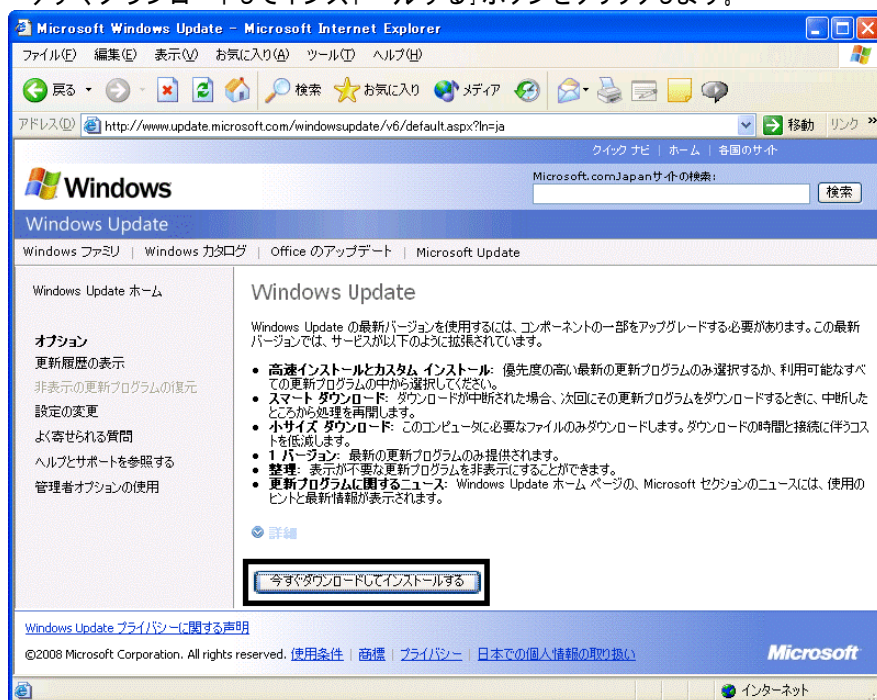 Microsoft Windows Update - Microsoft Internet Explorer
ファイル(F) 編集(E) 表示(V) お気に入り(A) ツール(T) ヘルプ(H)
戻る 検索 お気に入り メディア
アドレス(D) http://www.update.microsoft.com/windowsupdate/v6/default.aspx?ln=ja 移動 リンク »
クイック ナビ | ホーム | 各国のサイト
Windows
Microsoft.comJapanサイトの検索:
検索
Windows Update
Windows ファミリ | Windows カタログ | Office のアップデート | Microsoft Update
Windows Update ホーム
オプション
更新履歴の表示
非表示の更新プログラムの復元
設定の変更
よく寄せられる質問
ヘルプとサポートを参照する
管理者オプションの使用
Windows Update
Windows Update の最新バージョンを使用するには、コンポーネントの一部をアップグレードする必要があります。この最新
バージョンでは、サービスが以下のように拡張されています。
• 高速インストールとカスタム インストール: 優先度の高い最新の更新プログラムのみ選択するか、利用可能なすべ
ての更新プログラムの中から選択してください。
• スマート ダウンロード: ダウンロードが中断された場合、次回にその更新プログラムをダウンロードするときに、中断した
ところから処理を再開します。
• 小サイズ ダウンロード: このコンピュータに必要なファイルのみダウンロードします。ダウンロードの時間と接続に伴うコス
トを低減します。
• 1 バージョン: 最新の更新プログラムのみ提供されます。
• 整理: 表示が不要な更新プログラムを非表示にすることができます。
• 更新プログラムに関するニュース: Windows Update ホーム ページの、Microsoft セクションのニュースには、使用の
ヒントと最新情報が表示されます。
詳細
今すぐダウンロードしてインストールする
Windows Update プライバシーに関する声明
©2008 Microsoft Corporation. All rights reserved. 使用条件 | 商標 | プライバシー | 日本での個人情報の取り扱い
Microsoft
インターネット